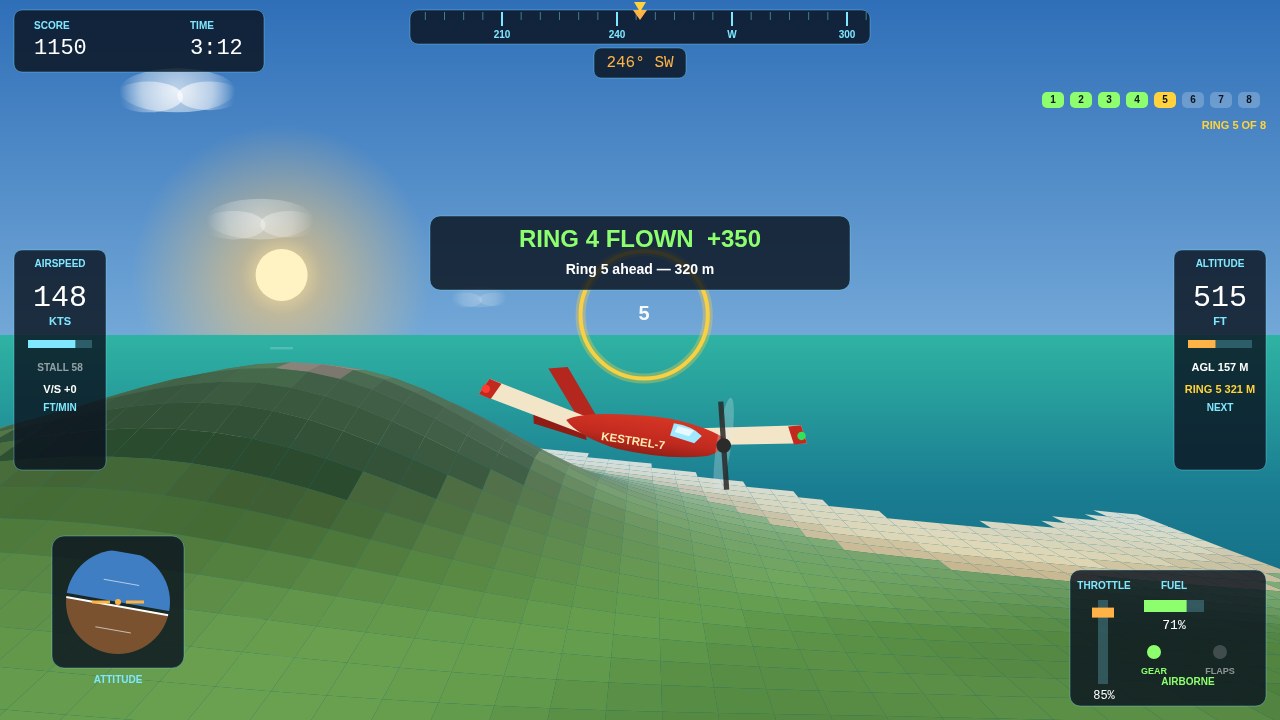 SCORE
TIME
1150
3:12
210
240
W
300
246° SW
1
2
3
4
5
6
7
8
RING 5 OF 8
RING 4 FLOWN +350
Ring 5 ahead — 320 m
5
AIRSPEED
148
KTS
STALL 58
V/S +0
FT/MIN
ALTITUDE
515
FT
AGL 157 M
RING 5 321 M
NEXT
KESTREL-7
ATTITUDE
THROTTLE
FUEL
71%
GEAR
FLAPS
AIRBORNE
85%